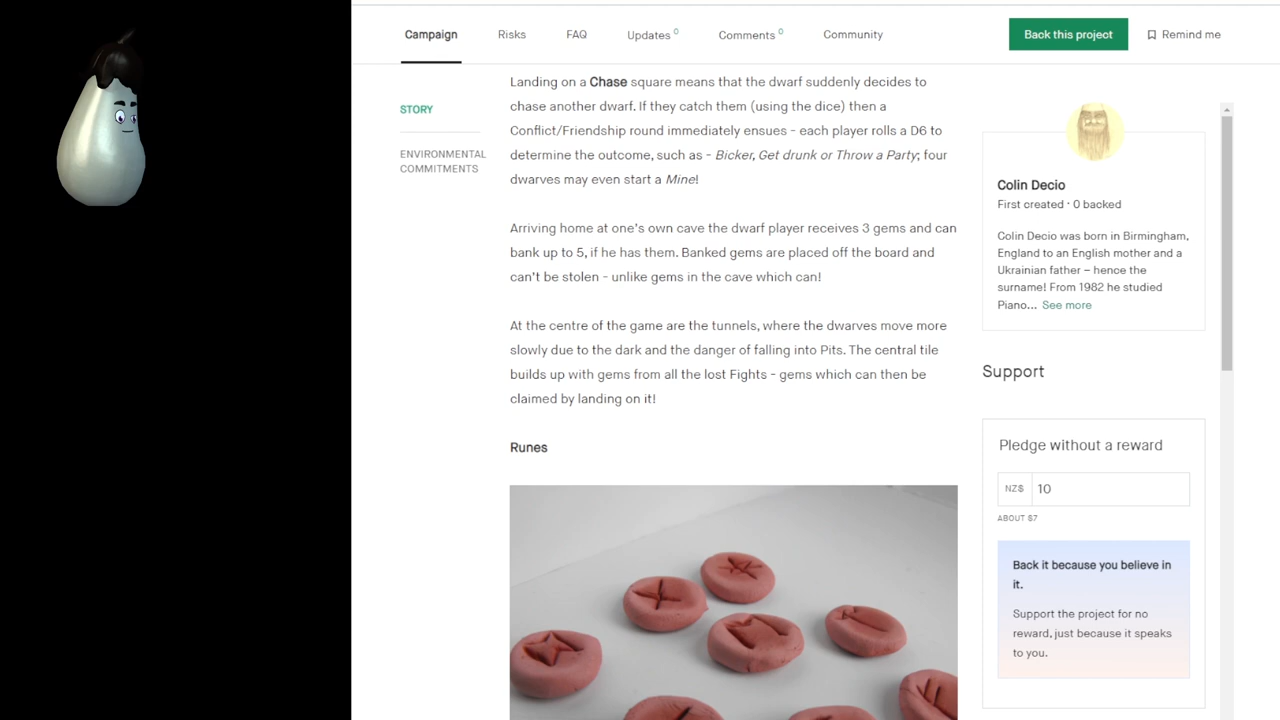 Campaign Risks FAQ Updates 0 Comments 0 Community Back this project Remind me
STORY
ENVIRONMENTAL
COMMITMENTS
Landing on a Chase square means that the dwarf suddenly decides to
chase another dwarf. If they catch them (using the dice) then a
Conflict/Friendship round immediately ensues - each player rolls a D6 to
determine the outcome, such as - Bicker, Get drunk or Throw a Party; four
dwarves may even start a Mine!
Arriving home at one's own cave the dwarf player receives 3 gems and can
bank up to 5, if he has them. Banked gems are placed off the board and
can't be stolen - unlike gems in the cave which can!
At the centre of the game are the tunnels, where the dwarves move more
slowly due to the dark and the danger of falling into Pits. The central tile
builds up with gems from all the lost Fights - gems which can then be
claimed by landing on it!
Runes
Colin Decio
First created · 0 backed
Colin Decio was born in Birmingham,
England to an English mother and a
Ukrainian father – hence the
surname! From 1982 he studied
Piano... See more
Support
Pledge without a reward
NZ$ 10
ABOUT $7
Back it because you believe in
it.
Support the project for no
reward, just because it speaks
to you.